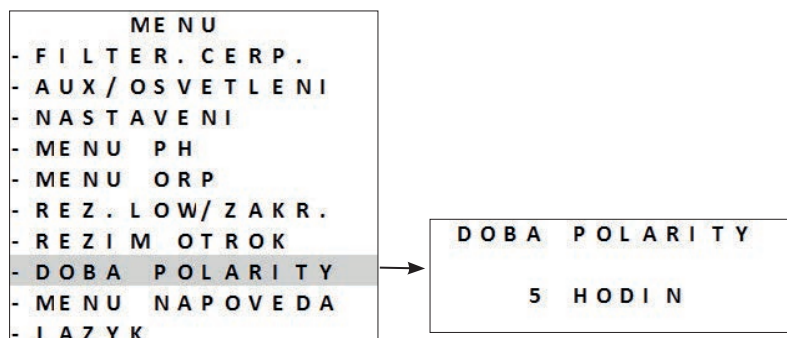 MENU
- FILTER. CERP.
- AUX/OSVETLENI
- NASTAVENI
- MENU PH
- MENU ORP
- REZ. LOW/ZAKR.
- REZIM OTROK
- DOBA POLARITY
- MENU NAPOVEDA
- JAZYK
DOBA POLARITY
5 HODIN